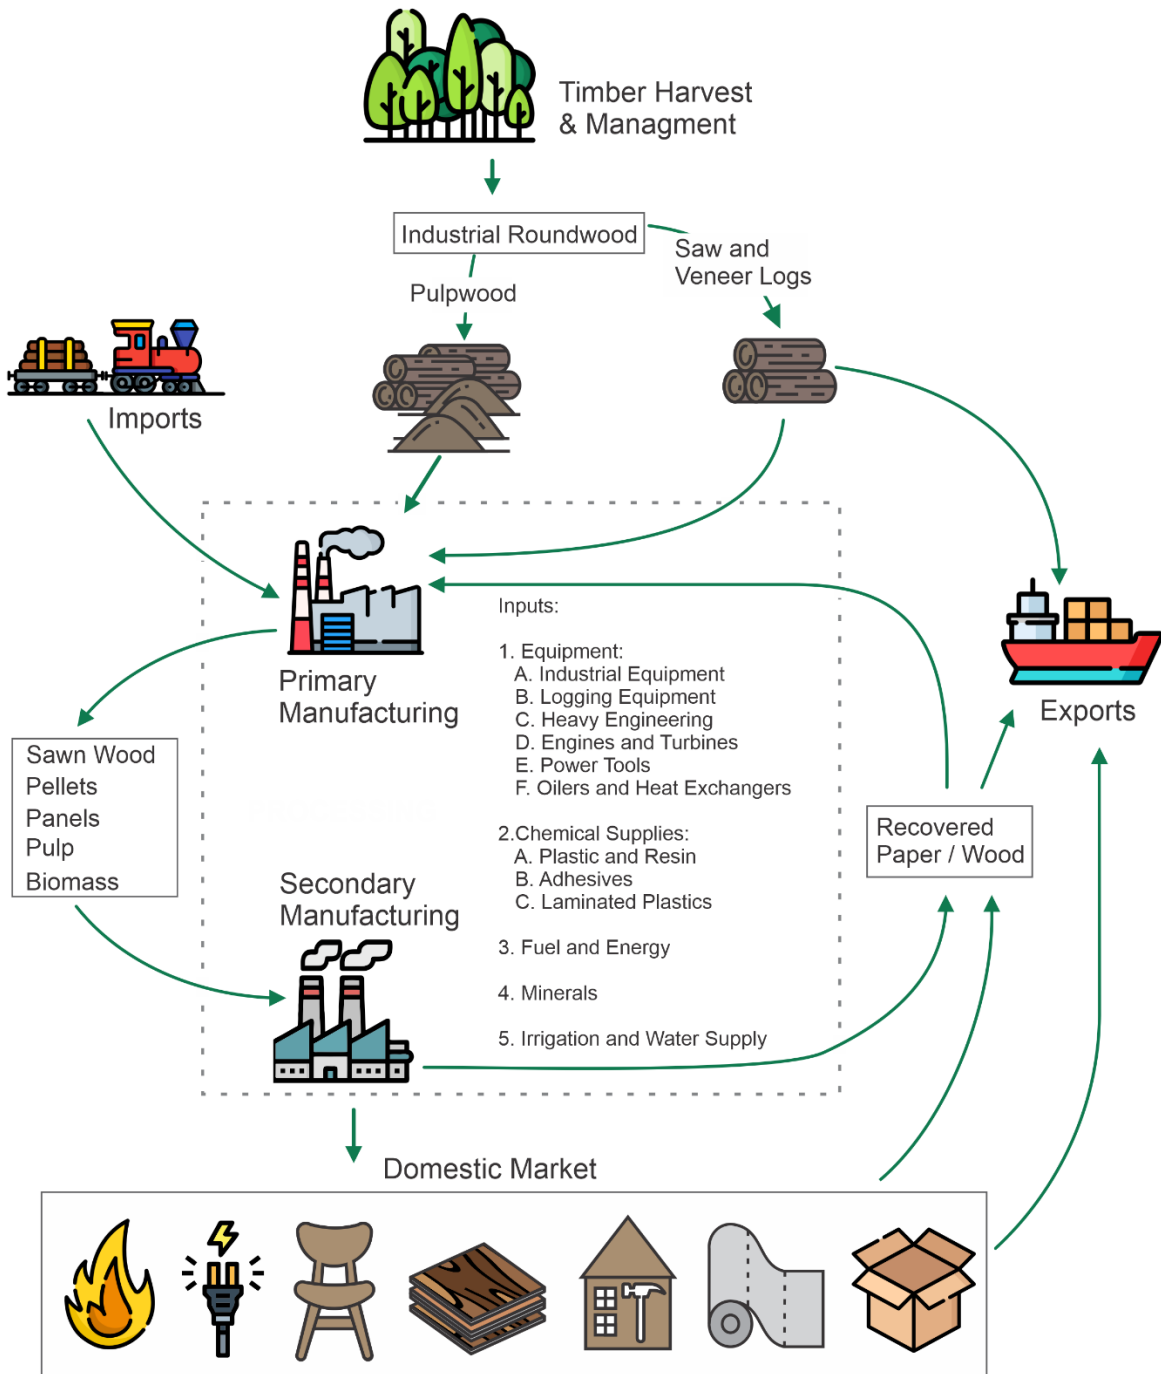 Timber Harvest
& Managment
Industrial Roundwood
Saw and
Veneer Logs
Pulpwood
Imports
Inputs:
1. Equipment:
A. Industrial Equipment
B. Logging Equipment
C. Heavy Engineering
D. Engines and Turbines
E. Power Tools
F. Oilers and Heat Exchangers
2.Chemical Supplies:
A. Plastic and Resin
B. Adhesives
C. Laminated Plastics
3. Fuel and Energy
4. Minerals
5. Irrigation and Water Supply
Primary
Manufacturing
Exports
Sawn Wood
Pellets
Panels
Pulp
Biomass
Recovered
Paper / Wood
Secondary
Manufacturing
Domestic Market